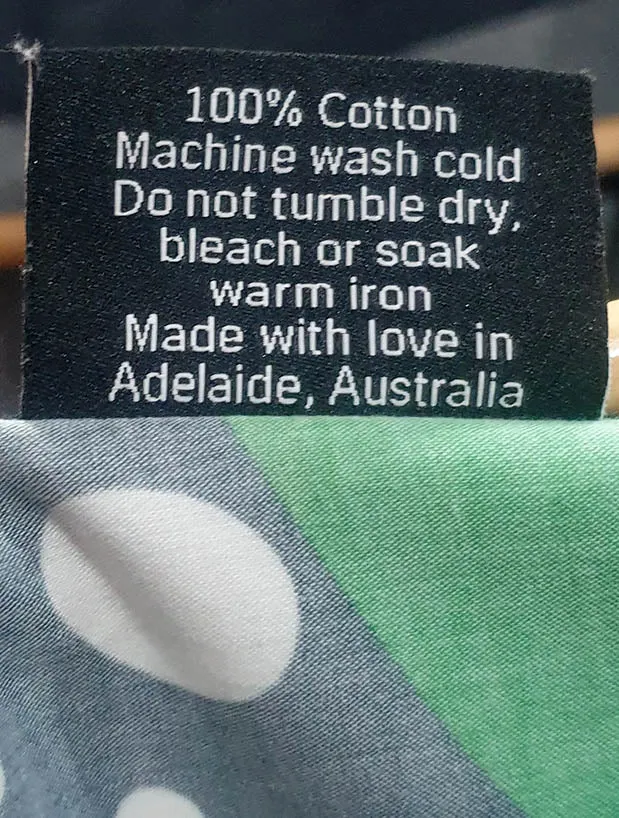 100% Cotton
Machine wash cold
Do not tumble dry,
bleach or soak
warm iron
Made with love in
Adelaide, Australia